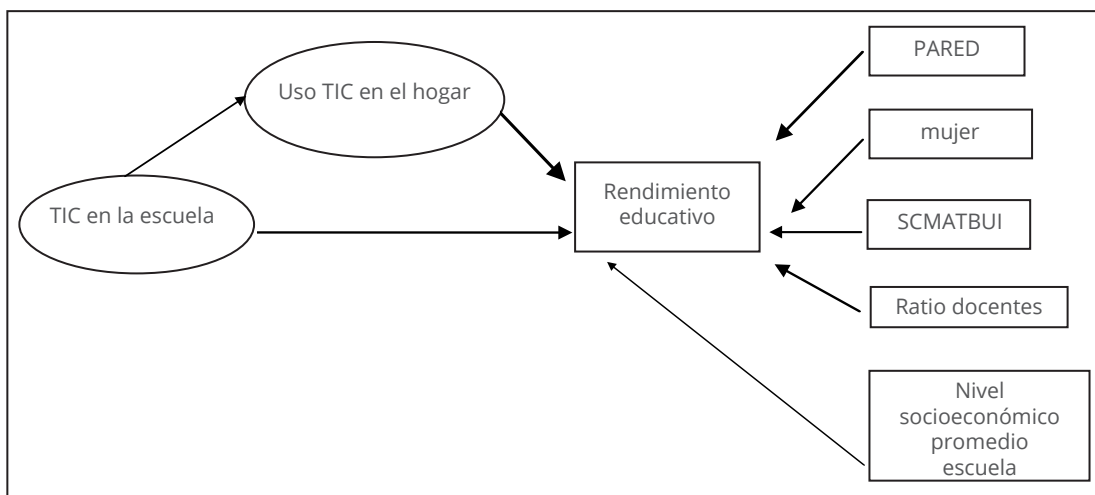 Uso TIC en el hogar
TIC en la escuela
Rendimiento
educativo
PARED
mujer
SCMATBUI
Ratio docentes
Nivel
socioeconómico
promedio
escuela